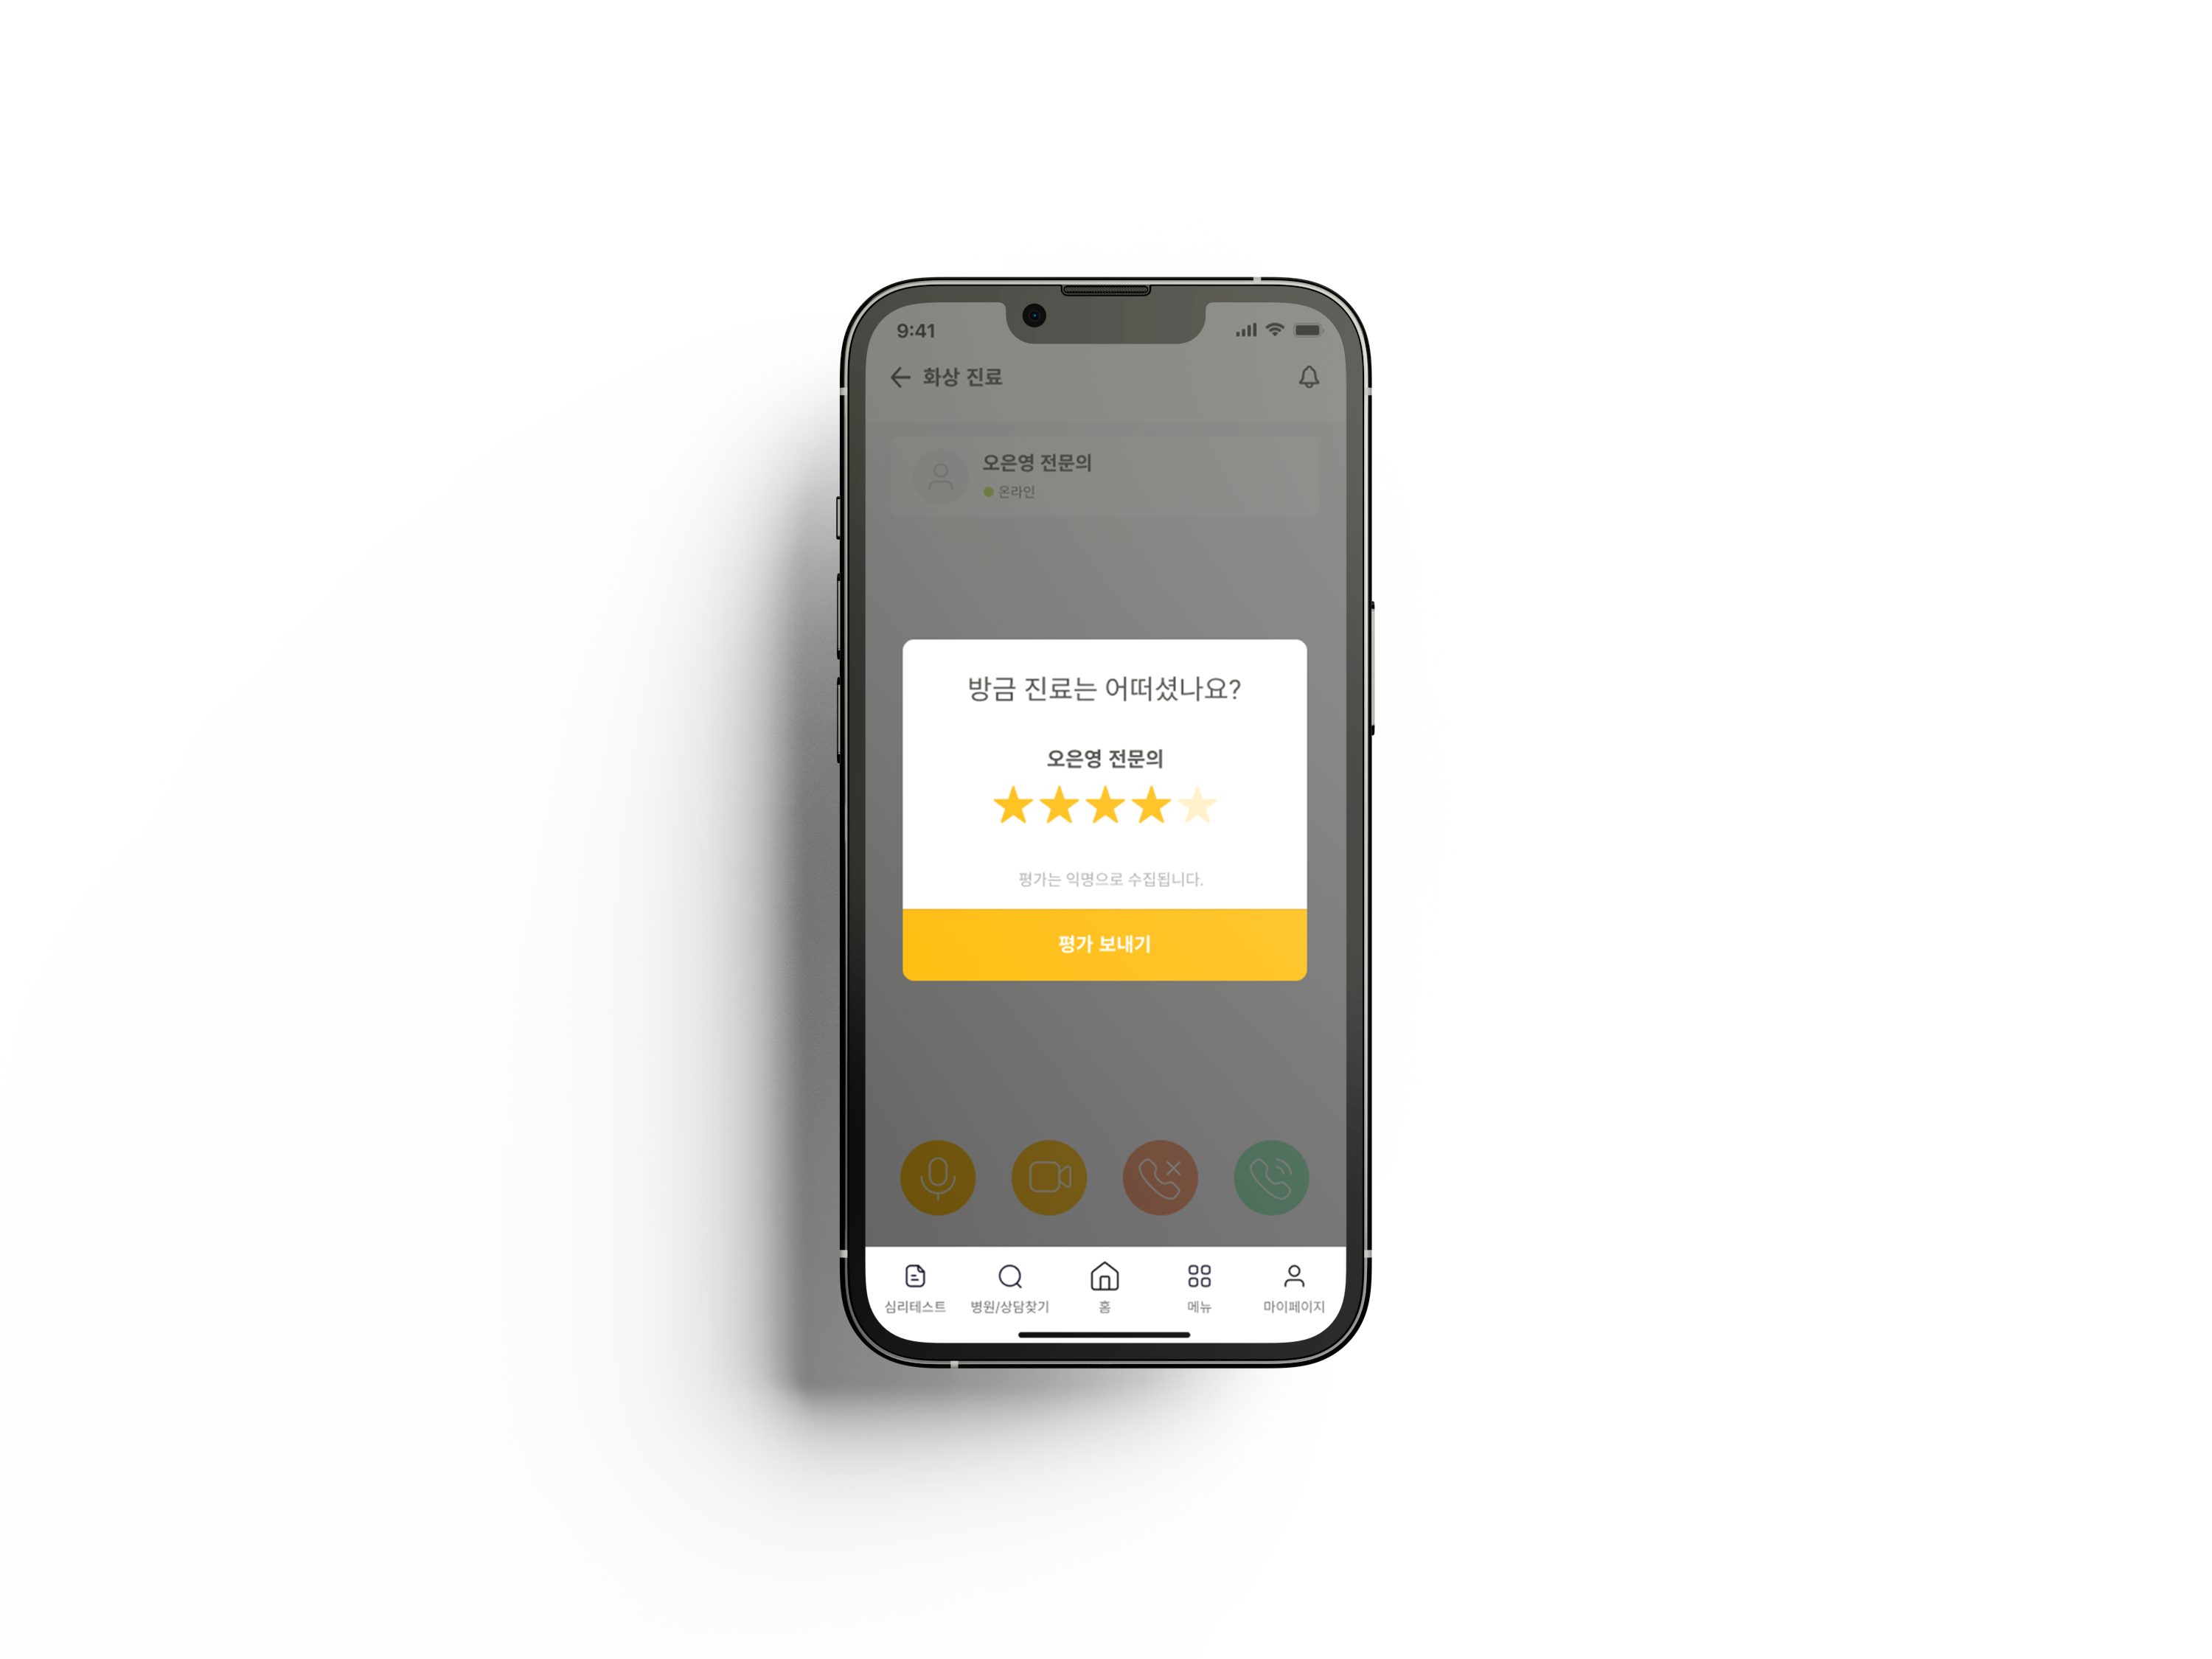 9:41
화상 진료
오은영 전문의
온라인
방금 진료는 어떠셨나요?
오은영 전문의
평가는 익명으로 수집됩니다.
평가 보내기
심리테스트 병원/상담찾기 홈 메뉴 마이페이지